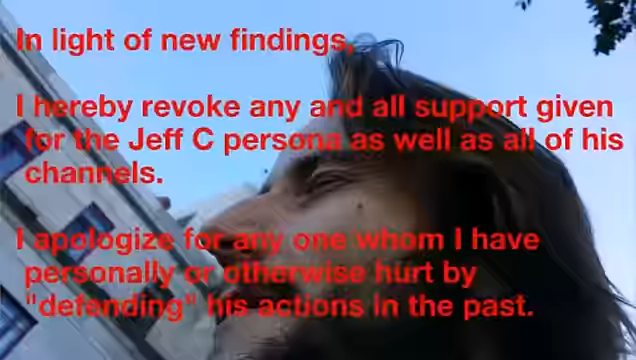 In light of new findings,
I hereby revoke any and all support given
for the Jeff C persona as well as all of his
channels.
I apologize for any one whom I have
personally or otherwise hurt by
"defending" his actions in the past.